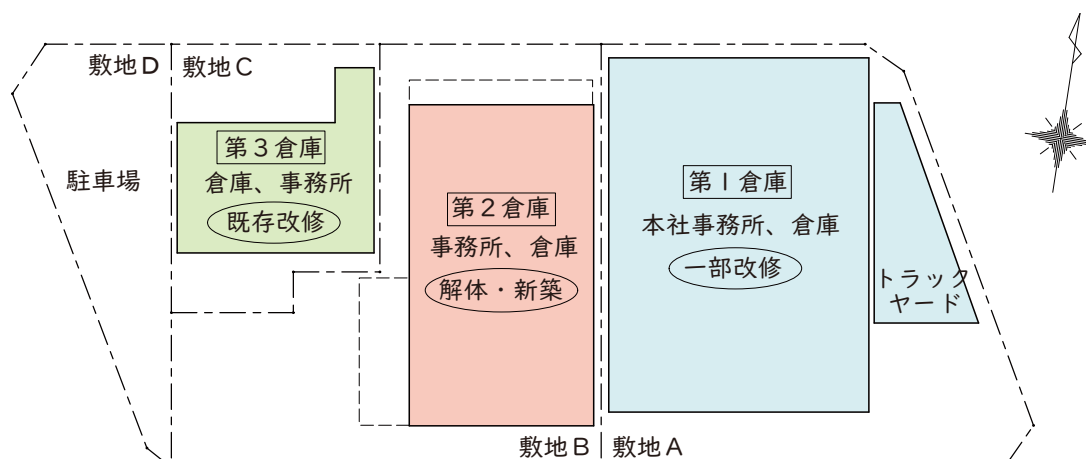 敷地D
敷地C
駐車場
第3倉庫
倉庫、事務所
既存改修
第2倉庫
事務所、倉庫
解体・新築
第1倉庫
本社事務所、倉庫
一部改修
トラック
ヤード
敷地B
敷地A